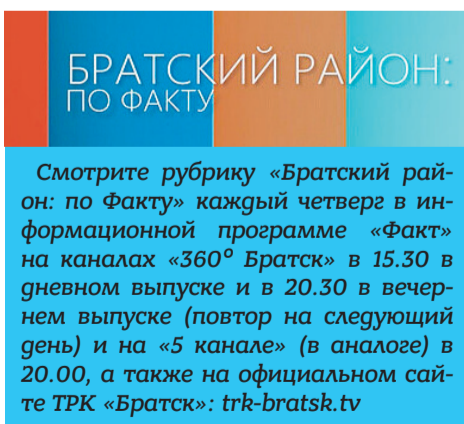 БРАТСКИЙ РАЙОН:
ПО ФАКТУ
Смотрите рубрику «Братский рай-
он: по Факту» каждый четверг в ин-
формационной программе «Факт»
на каналах «360º Братск» в 15.30 в
дневном выпуске и в 20.30 в вечер-
нем выпуске (повтор на следующий
день) и на «5 канале» (в аналоге) в
20.00, а также на официальном сай-
те ТРК «Братск»: trk-bratsk.tv